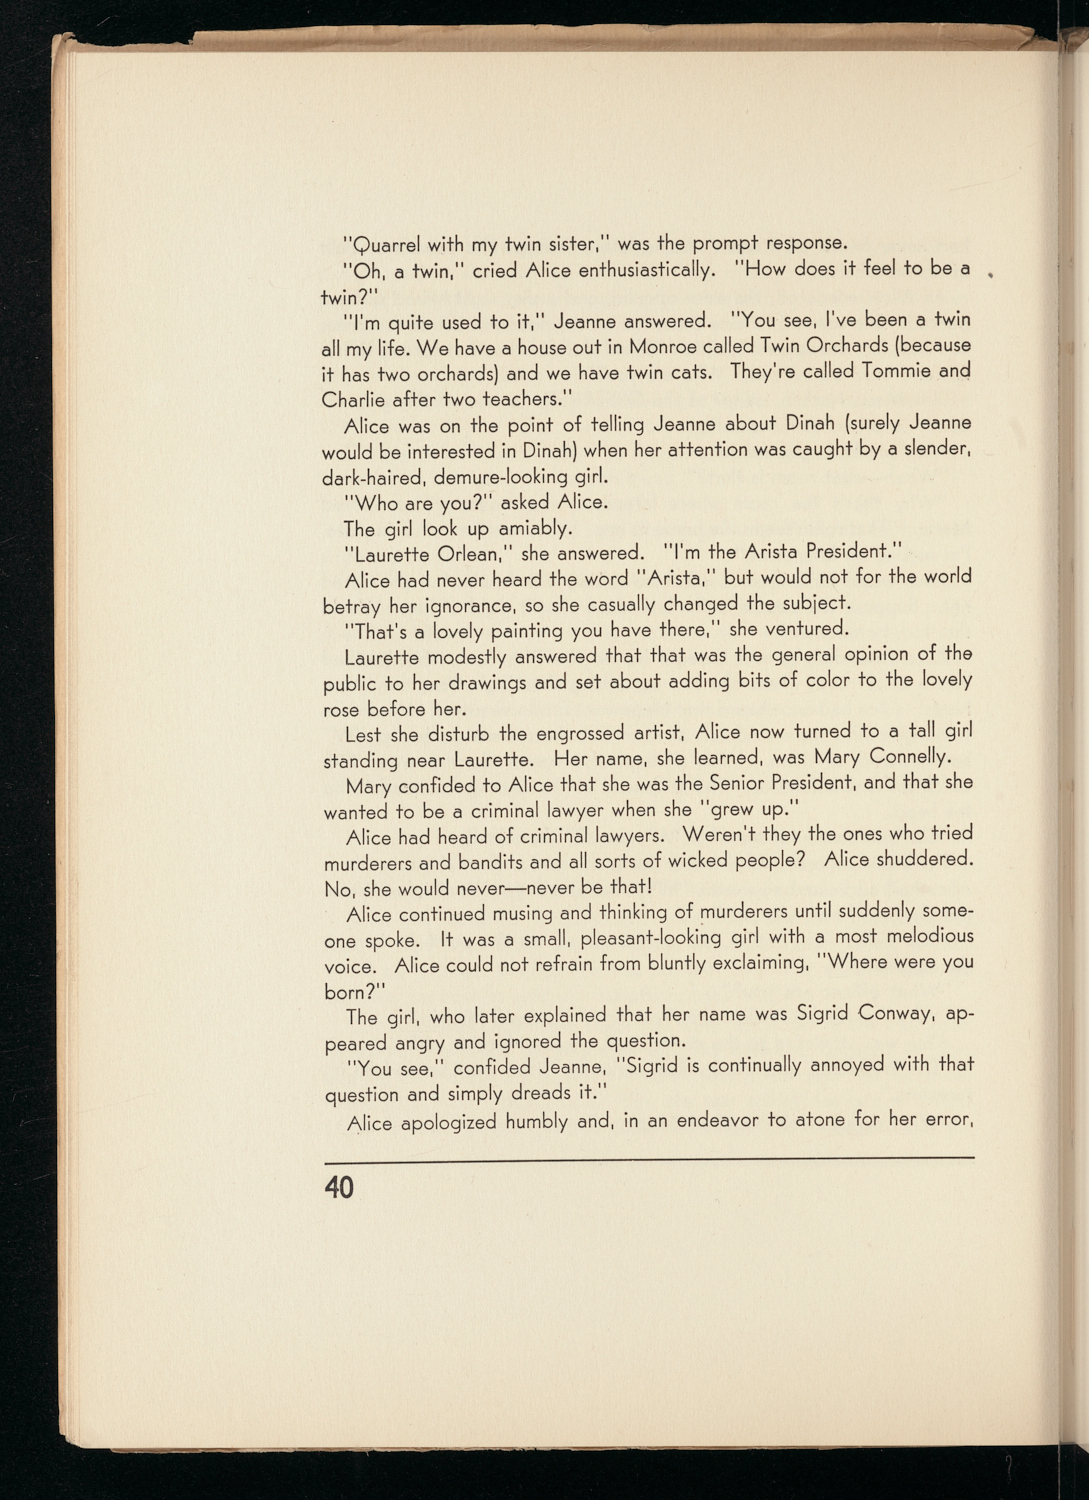 "Quarrel with my twin sister," was the prompt response.
"Oh, a twin," cried Alice enthusiastically. "How does it feel to be a
twin?"
"I'm quite used to it," Jeanne answered. "You see, I've been a twin
all my life. We have a house out in Monroe called Twin Orchards (because
it has two orchards) and we have twin cats. They're called Tommie and
Charlie after two teachers."
Alice was on the point of telling Jeanne about Dinah (surely Jeanne
would be interested in Dinah) when her attention was caught by a slender,
dark-haired, demure-looking girl.
"Who are you?" asked Alice.
The girl look up amiably.
"Laurette Orlean," she answered. "I'm the Arista President."
Alice had never heard the word "Arista," but would not for the world
betray her ignorance, so she casually changed the subject.
"That's a lovely painting you have there," she ventured.
Laurette modestly answered that that was the general opinion of the
public to her drawings and set about adding bits of color to the lovely
rose before her.
Lest she disturb the engrossed artist, Alice now turned to a tall girl
standing near Laurette. Her name, she learned, was Mary Connelly.
Mary confided to Alice that she was the Senior President, and that she
wanted to be a criminal lawyer when she "grew up."
Alice had heard of criminal lawyers. Weren't they the ones who tried
murderers and bandits and all sorts of wicked people? Alice shuddered.
No, she would never—never be that!
Alice continued musing and thinking of murderers until suddenly some-
one spoke. It was a small, pleasant-looking girl with a most melodious
voice. Alice could not refrain from bluntly exclaiming, "Where were you
born?"
The girl, who later explained that her name was Sigrid Conway, ap-
peared angry and ignored the question.
"You see," confided Jeanne, "Sigrid is continually annoyed with that
question and simply dreads it."
Alice apologized humbly and, in an endeavor to atone for her error,
40